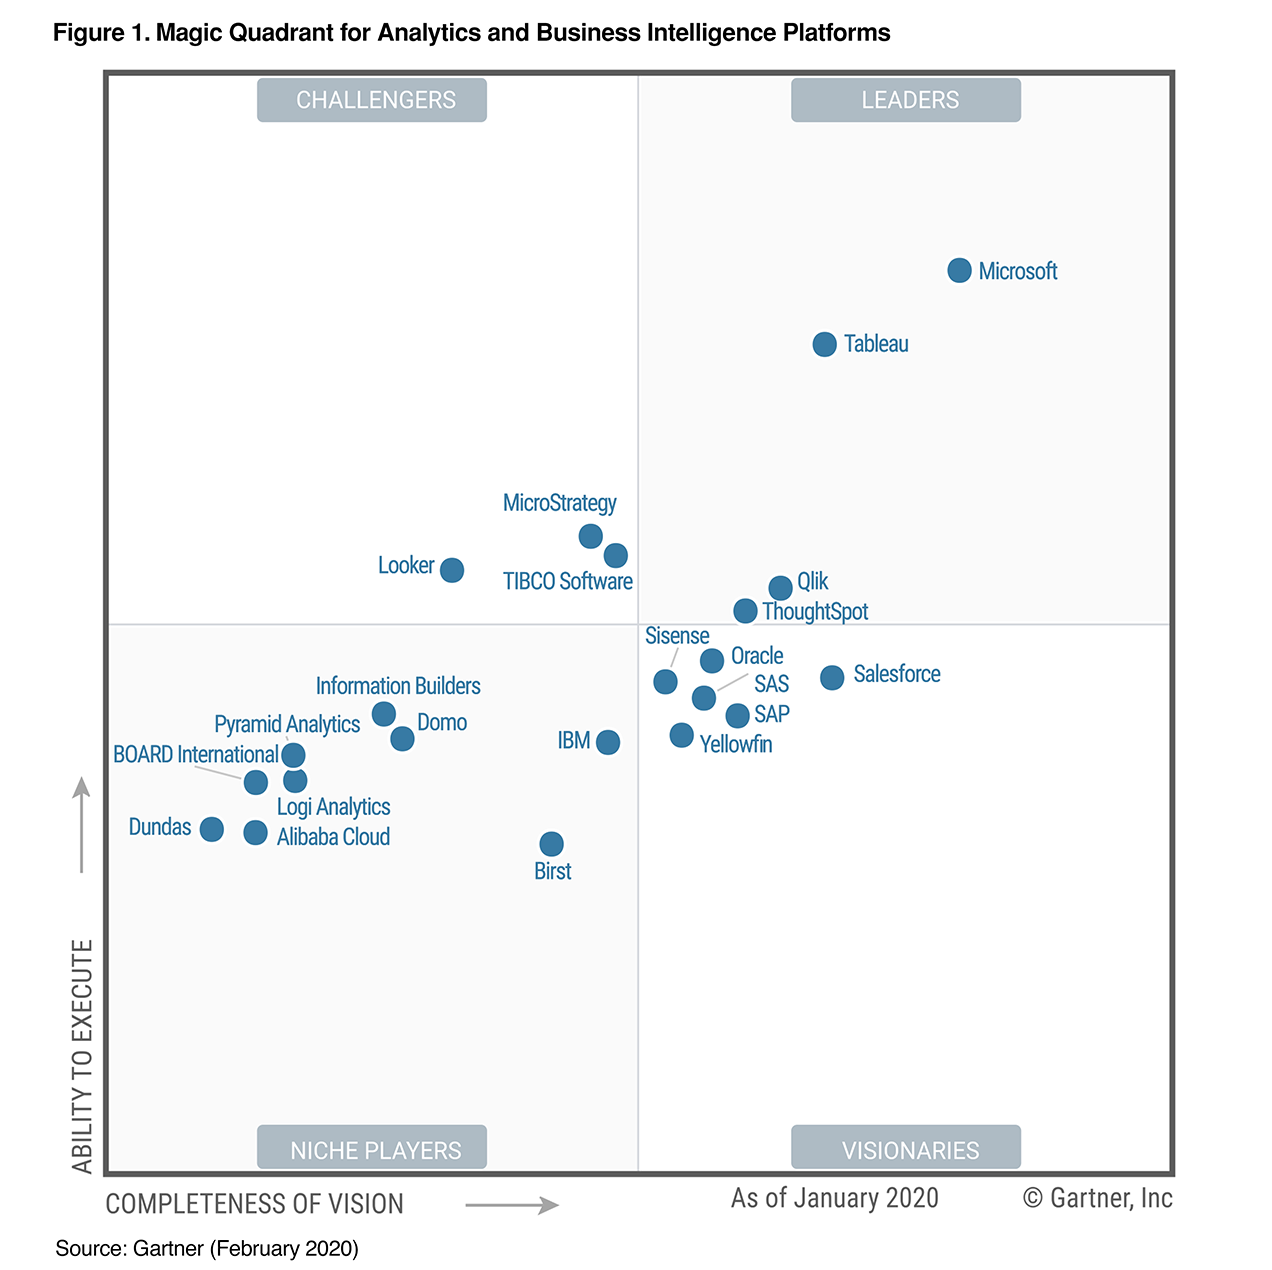 Figure 1. Magic Quadrant for Analytics and Business Intelligence Platforms
CHALLENGERS
LEADERS
Microsoft
Tableau
MicroStrategy
Looker
TIBCO Software
Qlik
ThoughtSpot
Sisense
Oracle
Salesforce
SAS
SAP
Yellowfin
Information Builders
Domo
Pyramid Analytics
IBM
BOARD International
Logi Analytics
Dundas
Alibaba Cloud
Birst
ABILITY TO EXECUTE
NICHE PLAYERS
VISIONARIES
COMPLETENESS OF VISION
As of January 2020
© Gartner, Inc
Source: Gartner (February 2020)